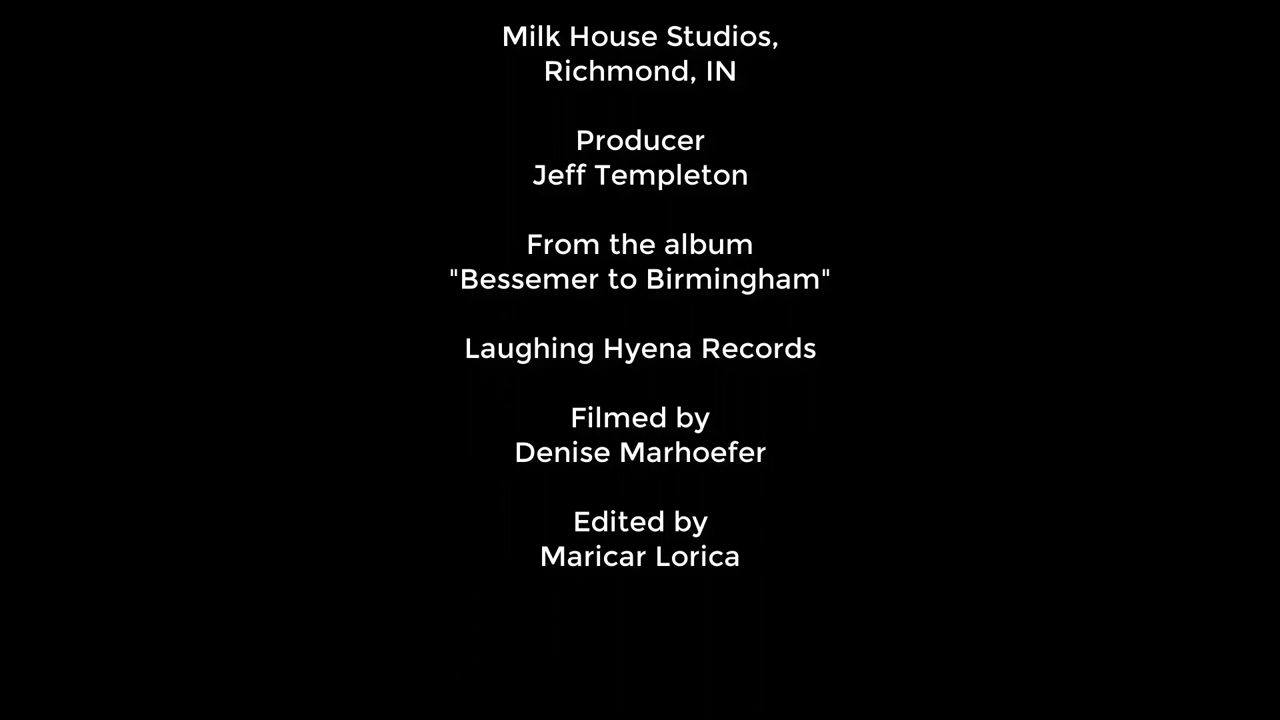 Milk House Studios,
Richmond, IN
Producer
Jeff Templeton
From the album
"Bessemer to Birmingham"
Laughing Hyena Records
Filmed by
Denise Marhoefer
Edited by
Maricar Lorica